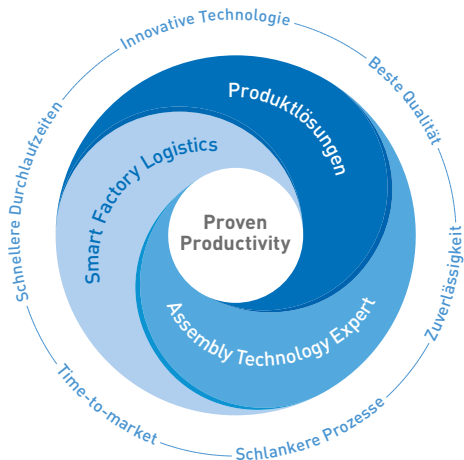 Innovative Technologie
Beste Qualität
Zuverlässigkeit
Schlankere Prozesse
Time-to-market
Schnellere Durchlaufzeiten
Produktlösungen
Assembly Technology Expert
Smart Factory Logistics
Proven
Productivity